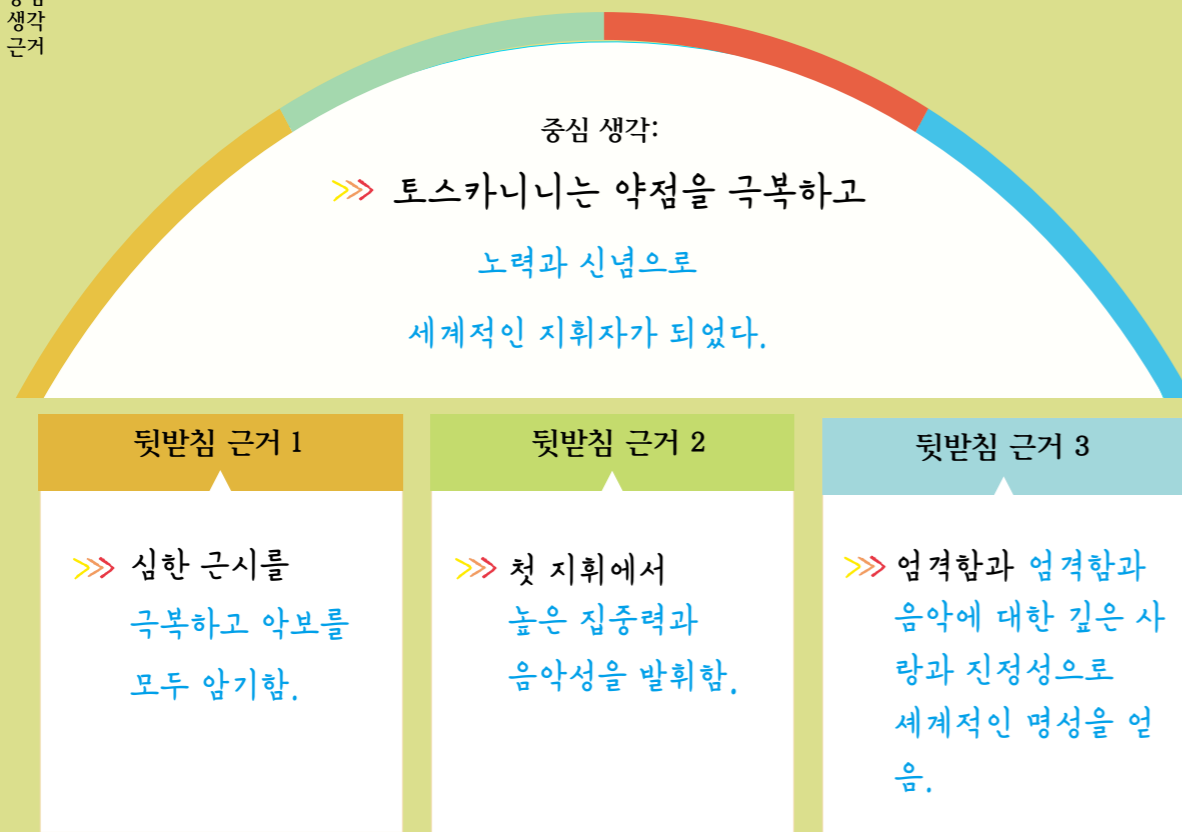 생각
근거
중심 생각:
>>> 토스카니니는 약점을 극복하고
노력과 신념으로
세계적인 지휘자가 되었다.
뒷받침 근거 1
>>> 심한 근시를
극복하고 악보를
모두 암기함.
뒷받침 근거 2
>>> 첫 지휘에서
높은 집중력과
음악성을 발휘함.
뒷받침 근거 3
>>> 엄격함과 엄격함과
음악에 대한 깊은 사
랑과 진정성으로
세계적인 명성을 얻
음.